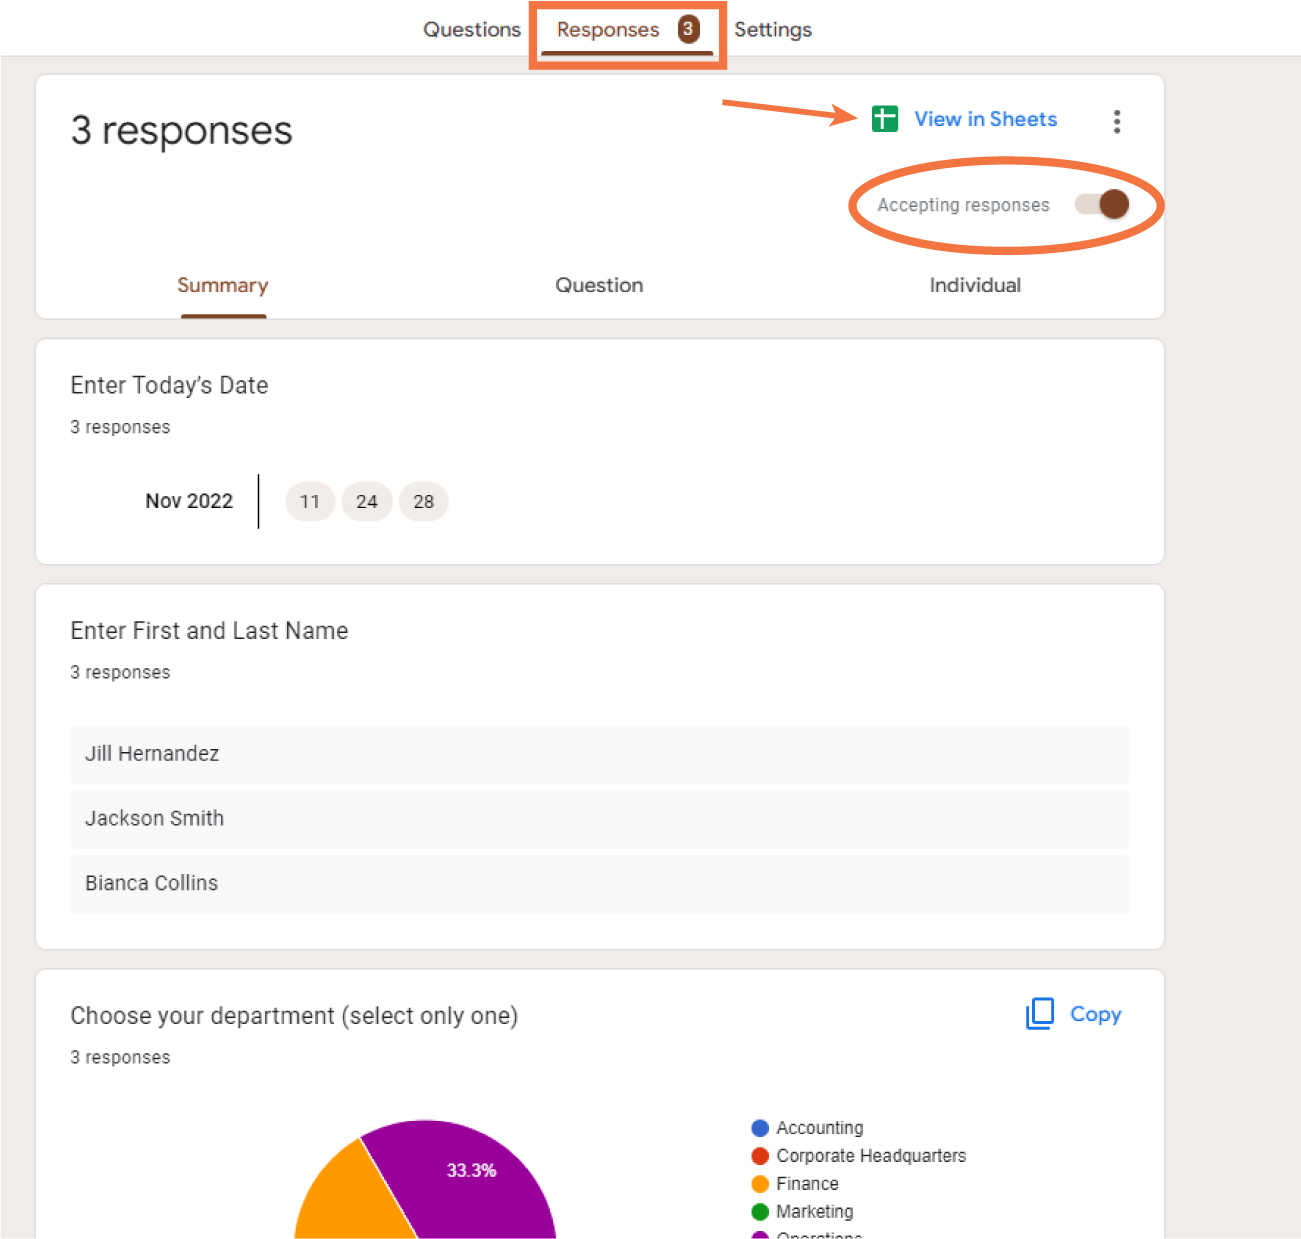 Questions Responses 3 Settings
3 responses
View in Sheets
Accepting responses
Summary Question Individual
Enter Today’s Date
3 responses
Nov 2022 11 24 28
Enter First and Last Name
3 responses
Jill Hernandez
Jackson Smith
Bianca Collins
Choose your department (select only one)
Copy
3 responses
33.3%
Accounting
Corporate Headquarters
Finance
Marketing
Operations